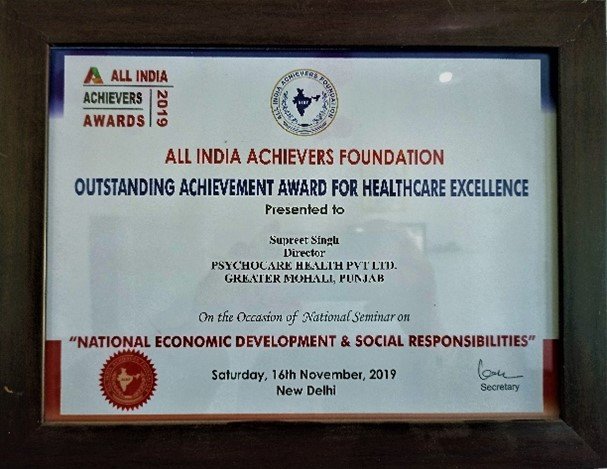 ALL INDIA
ACHIEVERS
AWARDS
2019
ALL INDIA ACHIEVERS FOUNDATION
ALL INDIA ACHIEVERS FOUNDATION
OUTSTANDING ACHIEVEMENT AWARD FOR HEALTHCARE EXCELLENCE
Presented to
Supreet Singh
Director
PSYCHOCARE HEALTH PVT LTD.
GREATER MOHALI, PUNJAB
On the Occasion of National Seminar on
"NATIONAL ECONOMIC DEVELOPMENT & SOCIAL RESPONSIBILITIES"
Saturday, 16th November, 2019
New Delhi
Secretary